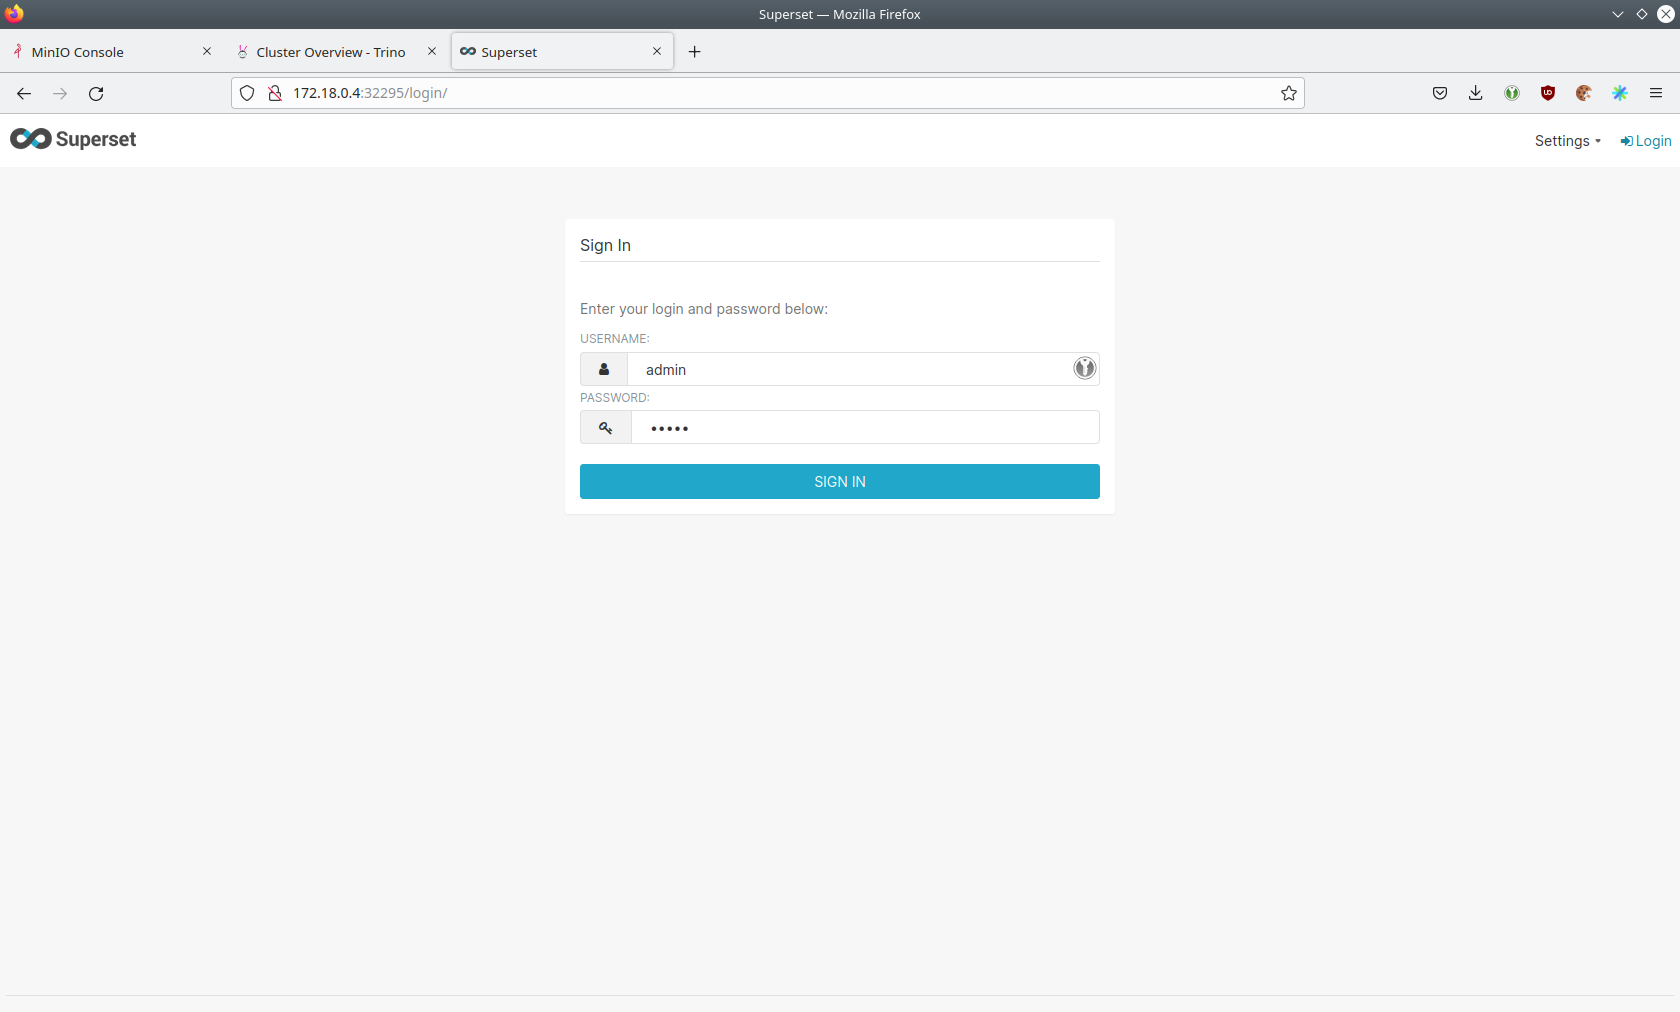 Superset — Mozilla Firefox
MinIO Console
Cluster Overview - Trino
Superset
172.18.0.4:32295/login/
Superset
Settings
Login
Sign In
Enter your login and password below:
USERNAME:
admin
PASSWORD:
•••••
SIGN IN